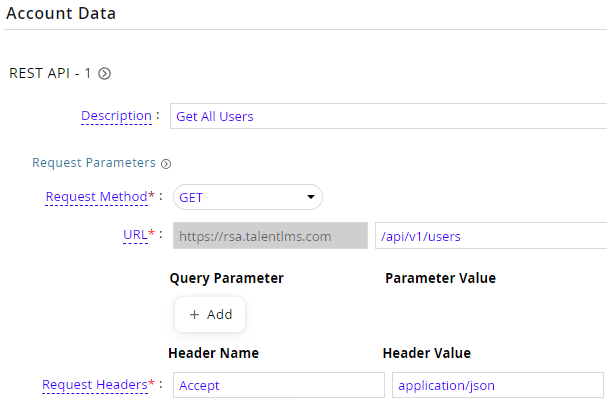 Account Data
REST API - 1
Description : Get All Users
Request Parameters
Request Method* : GET
URL* : https://rsa.talentlms.com /api/v1/users
Query Parameter Parameter Value
+ Add
Header Name Header Value
Request Headers* : Accept application/json